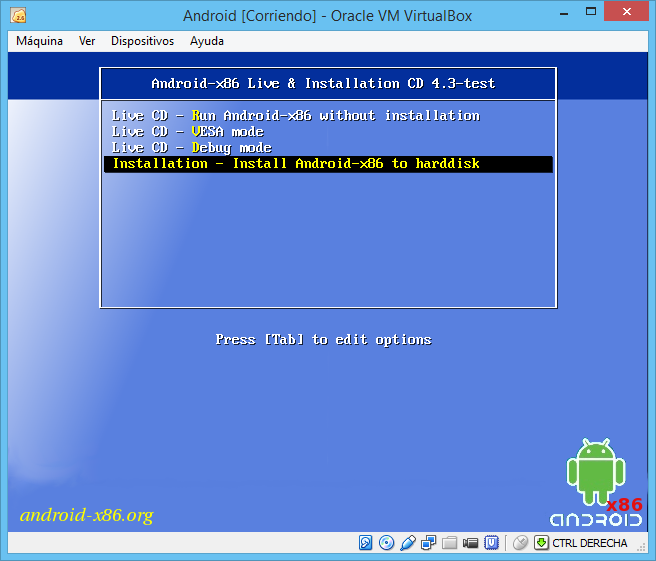 Android [Corriendo] - Oracle VM VirtualBox
Máquina Ver Dispositivos Ayuda
Android-x86 Live & Installation CD 4.3-test
Live CD - Run Android-x86 without installation
Live CD - VESA mode
Live CD - Debug mode
Installation - Install Android-x86 to harddisk
Press [Tab] to edit options
android-x86.org
x86
ANDROID
CTRL DERECHA